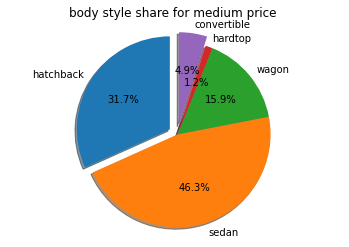 body style share for medium price
convertible
hardtop
wagon
hatchback
sedan
4.9%
1.2%
15.9%
31.7%
46.3%